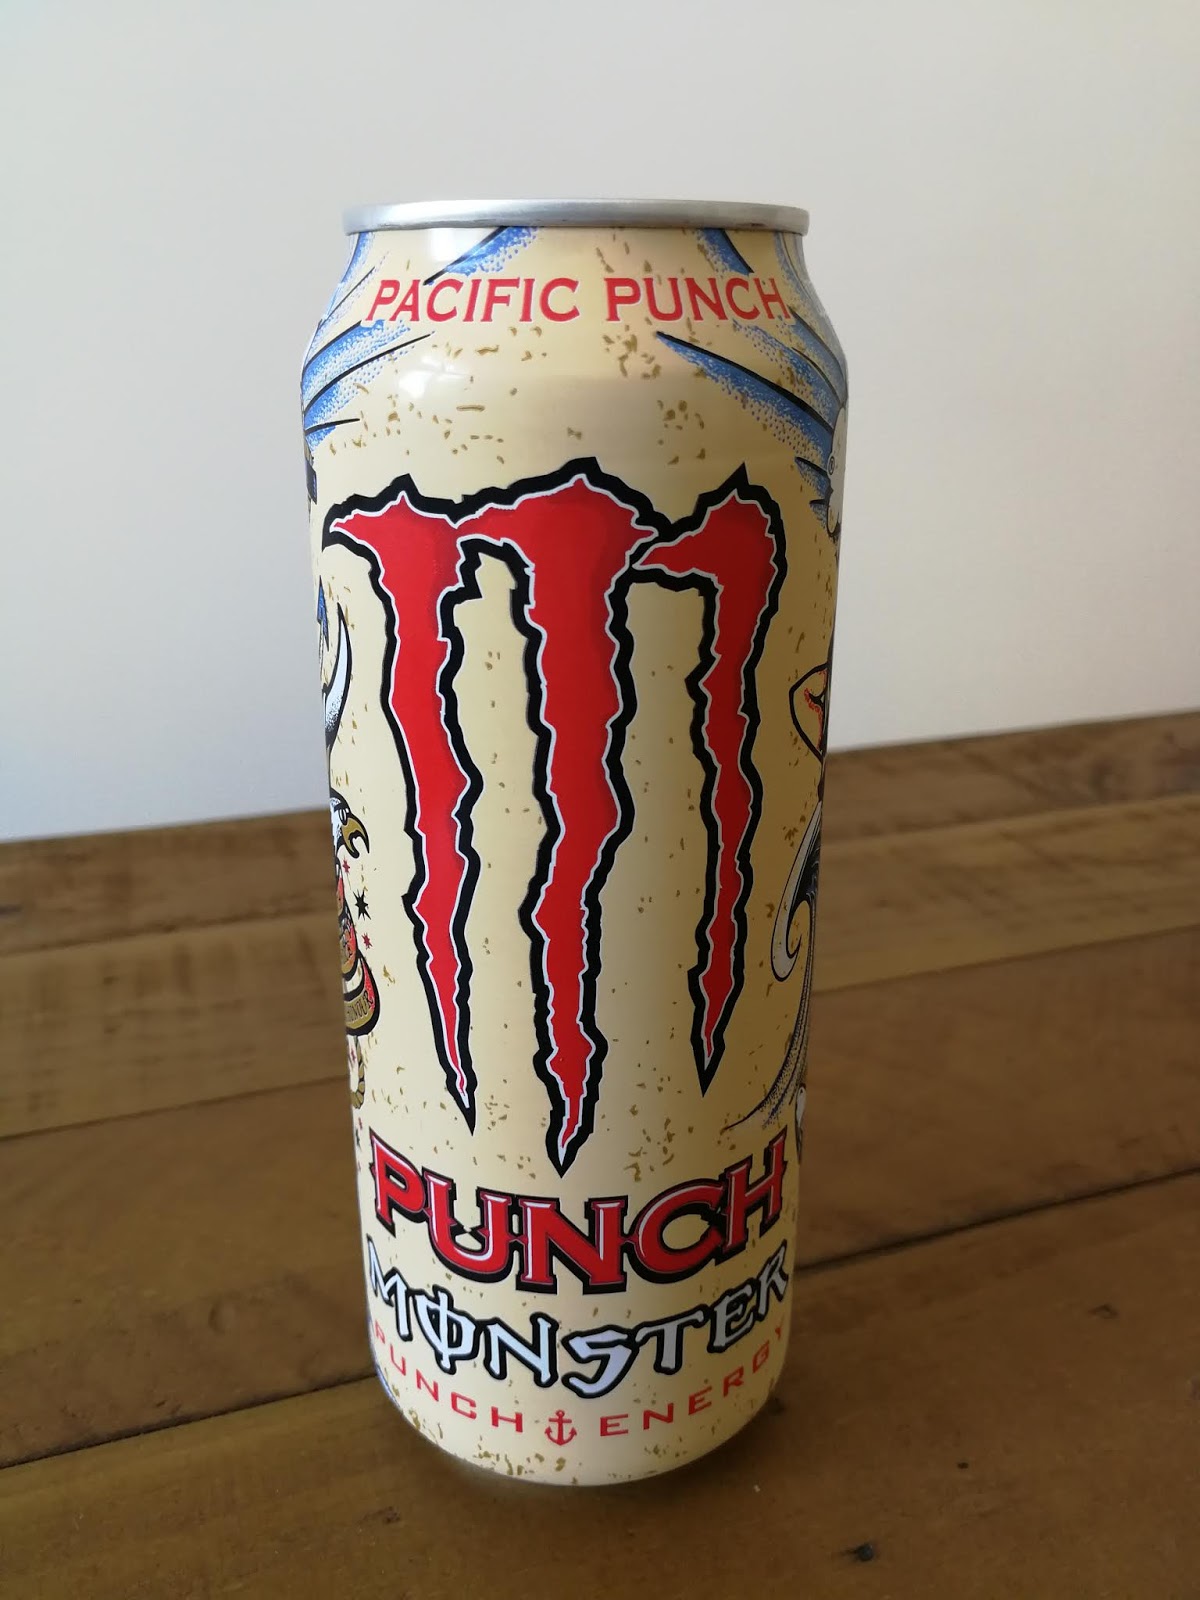 PACIFIC PUNCH
PUNCH
MONSTER
PUNCH ENERGY